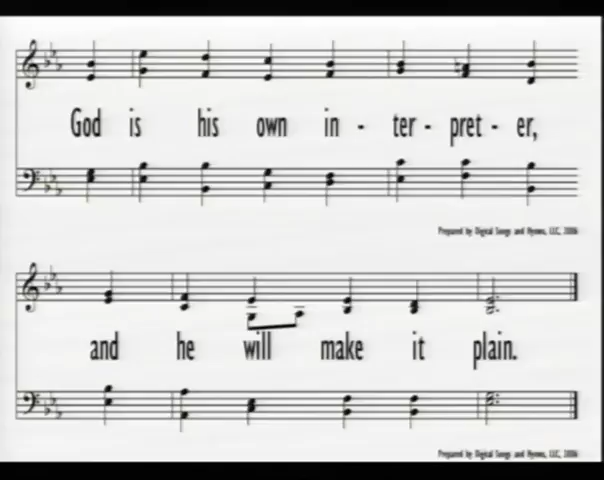 God is his own in - ter - pret - er,
Prepared by Digital Songs and Hymns, LLC, 2006
and he will make it plain.
Prepared by Digital Songs and Hymns, LLC, 2006